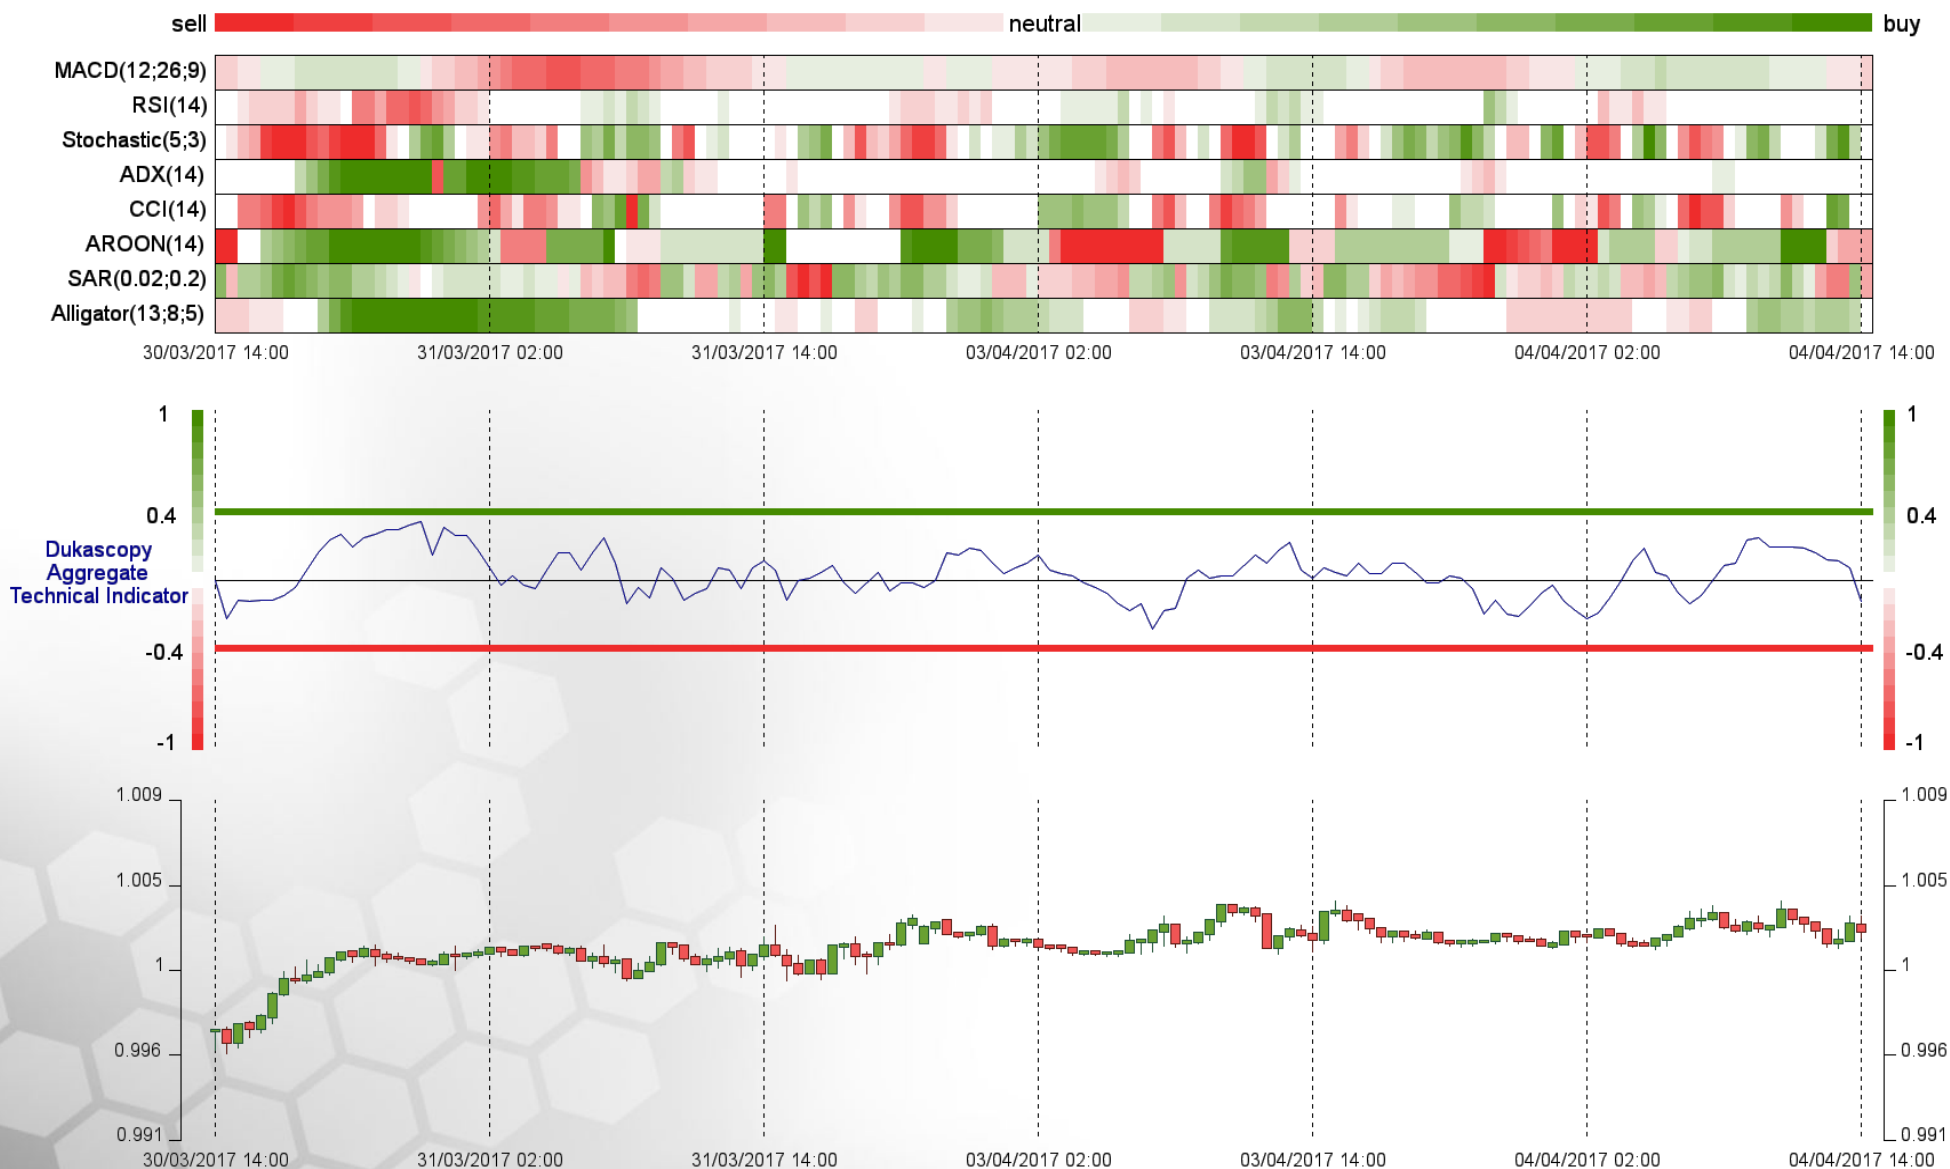 sell neutral buy
MACD(12;26;9)
RSI(14)
Stochastic(5;3)
ADX(14)
CCI(14)
AROON(14)
SAR(0.02;0.2)
Alligator(13;8;5)
30/03/2017 14:00 31/03/2017 02:00 31/03/2017 14:00 03/04/2017 02:00 03/04/2017 14:00 04/04/2017 02:00 04/04/2017 14:00
1 1
0.4 0.4
Dukascopy
Aggregate
Technical Indicator
-0.4 -0.4
-1 -1
1.009 1.009
1.005 1.005
1 1
0.996 0.996
0.991 0.991
30/03/2017 14:00 31/03/2017 02:00 31/03/2017 14:00 03/04/2017 02:00 03/04/2017 14:00 04/04/2017 02:00 04/04/2017 14:00